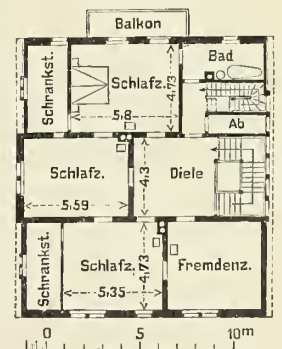 Balkon
Schrankst.
Schlafz.
4,73
5,8
Bad
Ab
Schlafz.
5,59
4,3
Diele
Schrankst.
Schlafz.
4,73
5,35
Fremdenz.
0 5 10m